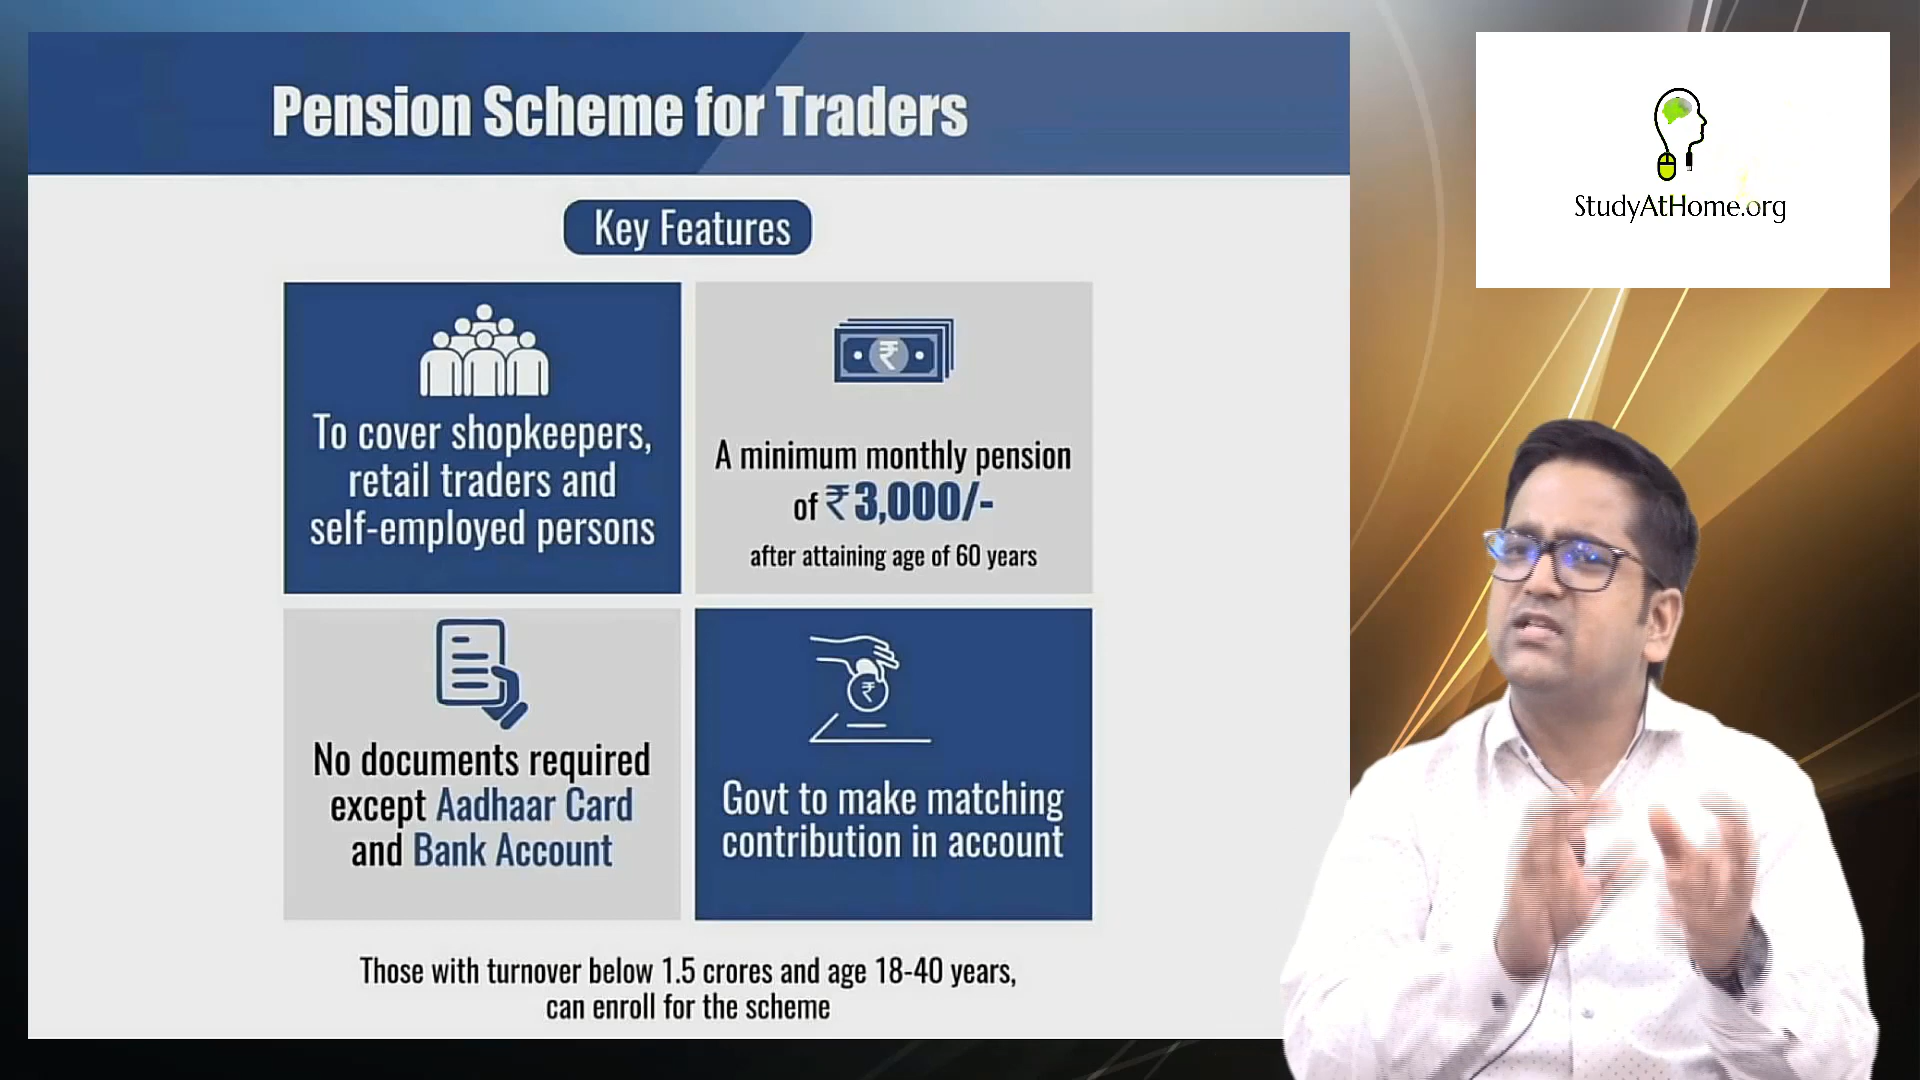 Pension Scheme for Traders
Key Features
To cover shopkeepers,
retail traders and
self-employed persons
₹
A minimum monthly pension
of ₹3,000/-
after attaining age of 60 years
No documents required
except Aadhaar Card
and Bank Account
₹
Govt to make matching
contribution in account
Those with turnover below 1.5 crores and age 18-40 years,
can enroll for the scheme
StudyAtHome.org